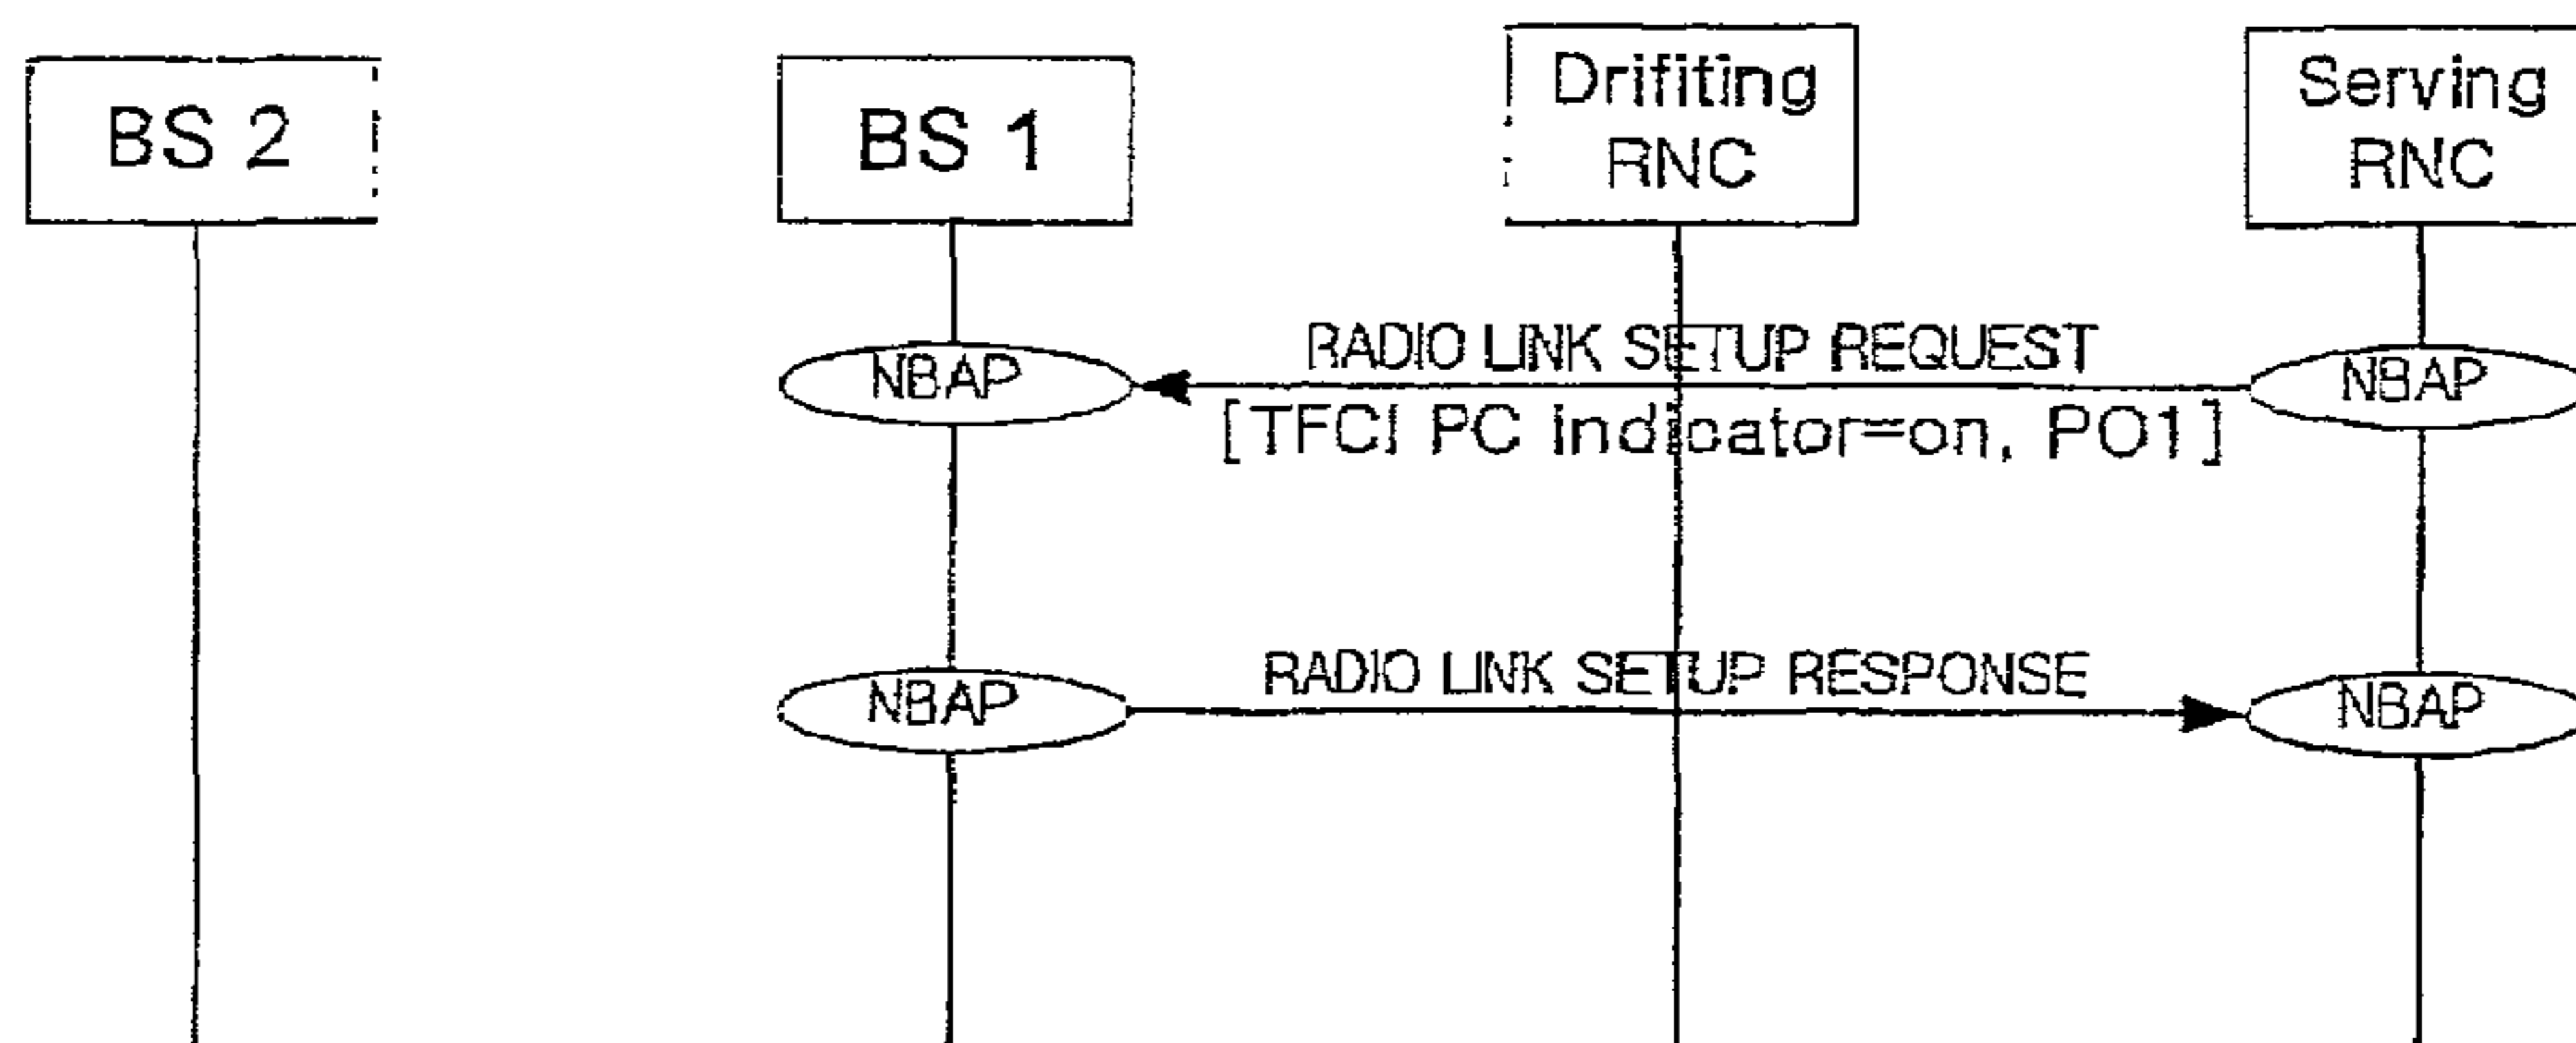 BS 2
BS 1
Drifiting
RNC
Serving
RNC
RADIO LINK SETUP REQUEST
NBAP
NBAP
[TFCI PC indicator=on, PO1]
RADIO LINK SETUP RESPONSE
NBAP
NBAP